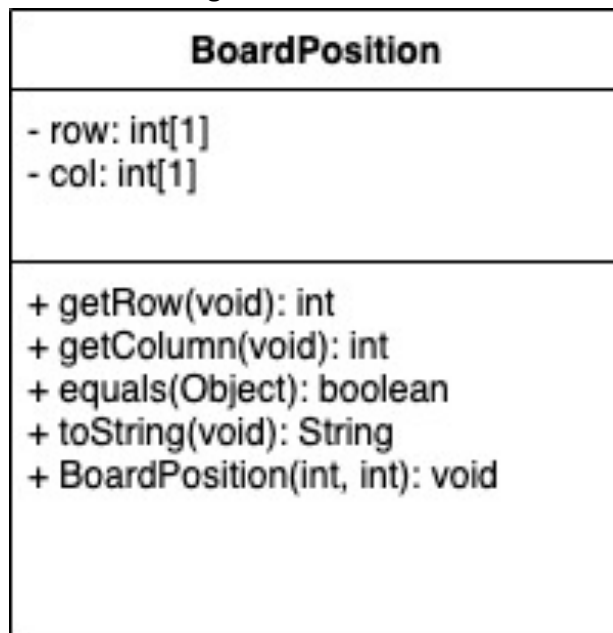 BoardPosition
- row: int[1]
- col: int[1]
+ getRow(void): int
+ getColumn(void): int
+ equals(Object): boolean
+ toString(void): String
+ BoardPosition(int, int): void